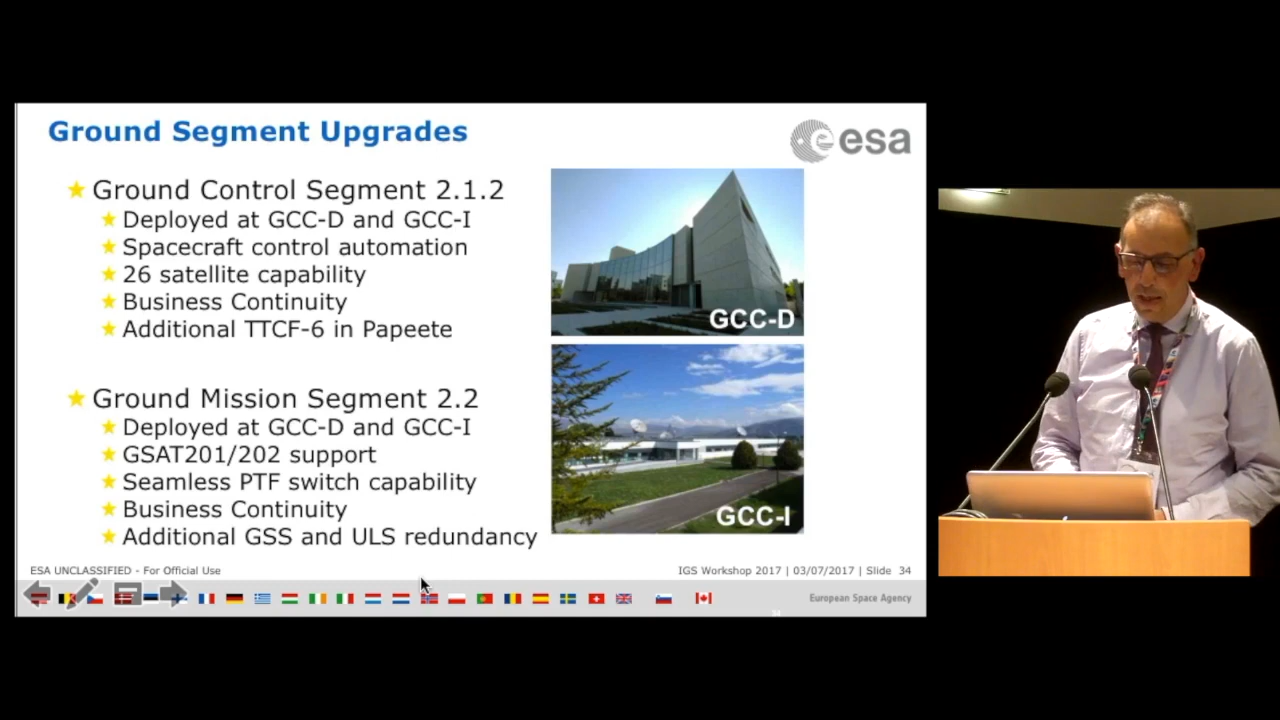 Ground Segment Upgrades
esa
Ground Control Segment 2.1.2
Deployed at GCC-D and GCC-I
Spacecraft control automation
26 satellite capability
Business Continuity
Additional TTCF-6 in Papeete
GCC-D
Ground Mission Segment 2.2
Deployed at GCC-D and GCC-I
GSAT201/202 support
Seamless PTF switch capability
Business Continuity
Additional GSS and ULS redundancy
GCC-I
ESA UNCLASSIFIED - For Official Use
IGS Workshop 2017 | 03/07/2017 | Slide 34
European Space Agency
34